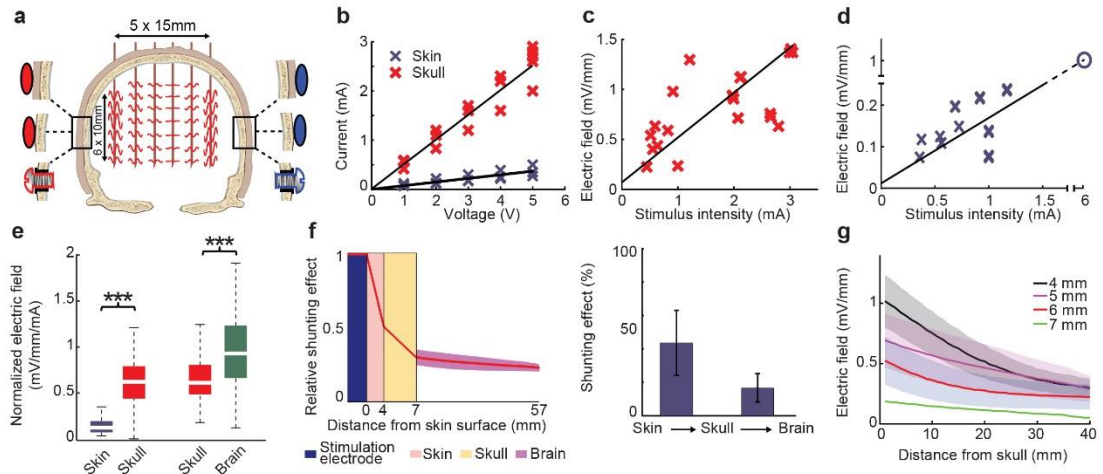 a
5 x 15mm
6 x 10mm
b
Current (mA)
3
2
1
0
Skin
Skull
0 1 2 3 4 5 6
Voltage (V)
c
Electric field (mV/mm)
1.5
1
0.5
0
0 1 2 3
Stimulus intensity (mA)
d
Electric field (mV/mm)
1
0.2
0.1
0
0 0.5 1 1.5 6
Stimulus intensity (mA)
e
Normalized electric field
(mV/mm/mA)
2
1.5
1
0.5
0
***
***
Skin Skull Skull Brain
f
Relative shunting effect
1
0.5
0 4 7 57
Distance from skin surface (mm)
Stimulation
electrode
Skin
Skull
Brain
Shunting effect (%)
100
50
0
Skin Skull Brain
g
Electric field (mV/mm)
1.0
0.5
0
4 mm
5 mm
6 mm
7 mm
0 10 20 30 40
Distance from skull (mm)